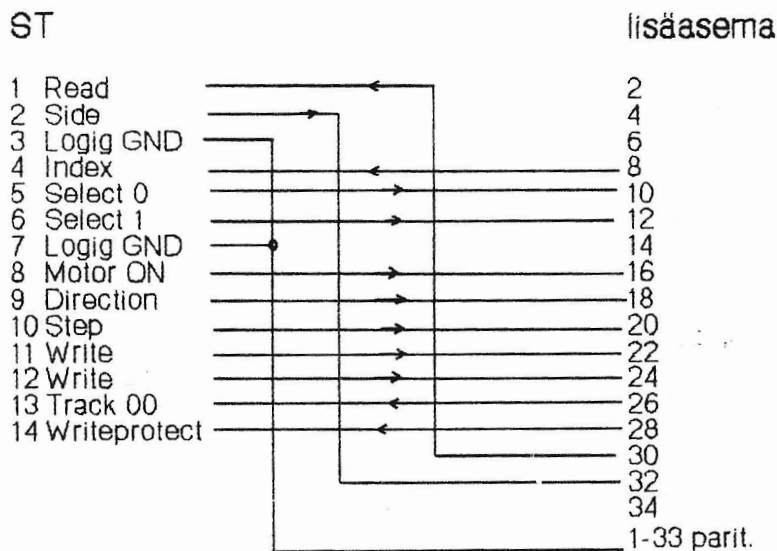 ST lisäasema
1 Read 2
2 Side 4
3 Logig GND 6
4 Index 8
5 Select 0 10
6 Select 1 12
7 Logig GND 14
8 Motor ON 16
9 Direction 18
10 Step 20
11 Write 22
12 Write 24
13 Track 00 26
14 Writeprotect 28
30
32
34
1-33 parit.